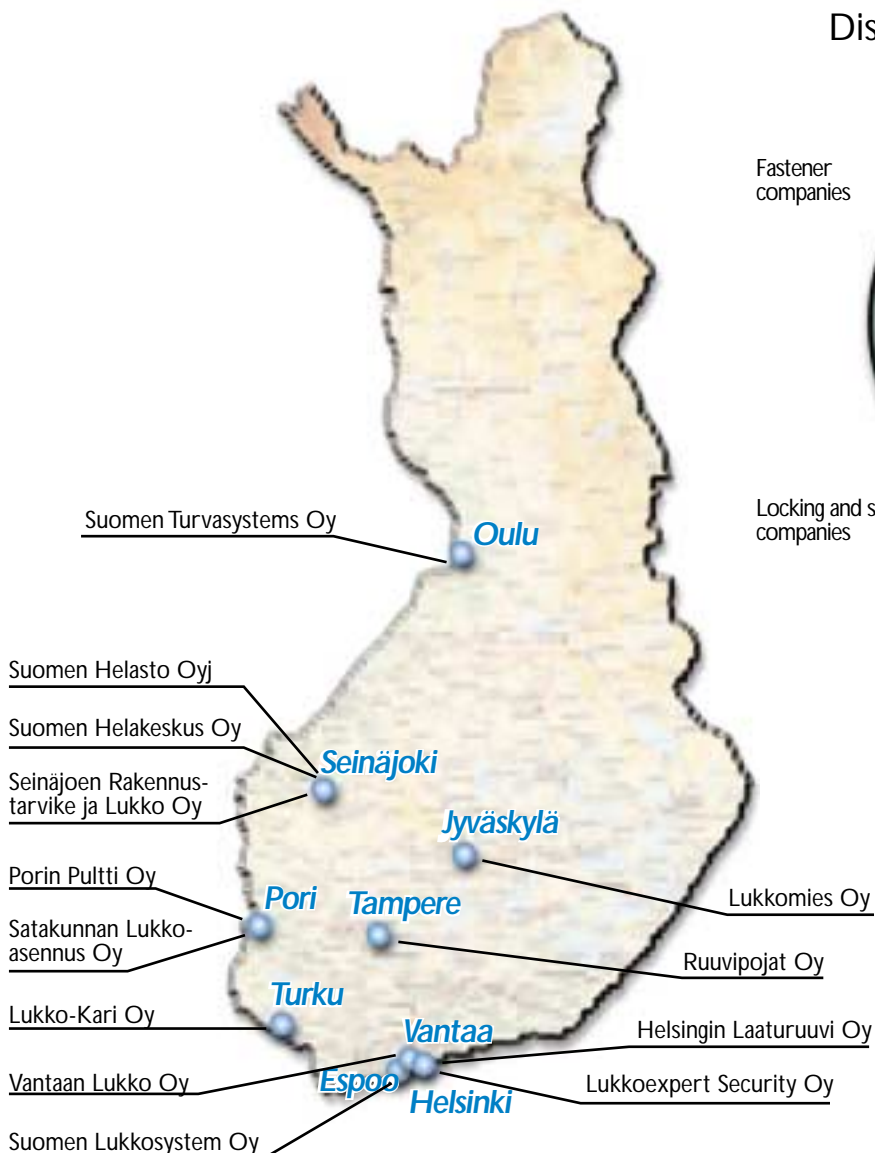 Dis
Fastener
companies
Locking and s
companies
Suomen Turvasystems Oy
Oulu
Suomen Helasto Oyj
Suomen Helakeskus Oy
Seinäjoki
Seinäjoen Rakennus-
tarvike ja Lukko Oy
Jyväskylä
Lukkomies Oy
Porin Pultti Oy
Pori
Tampere
Satakunnan Lukko-
asennus Oy
Ruuvipojat Oy
Turku
Lukko-Kari Oy
Vantaa
Helsingin Laaturuuvi Oy
Vantaan Lukko Oy
Espoo
Helsinki
Lukkoexpert Security Oy
Suomen Lukkosystem Oy